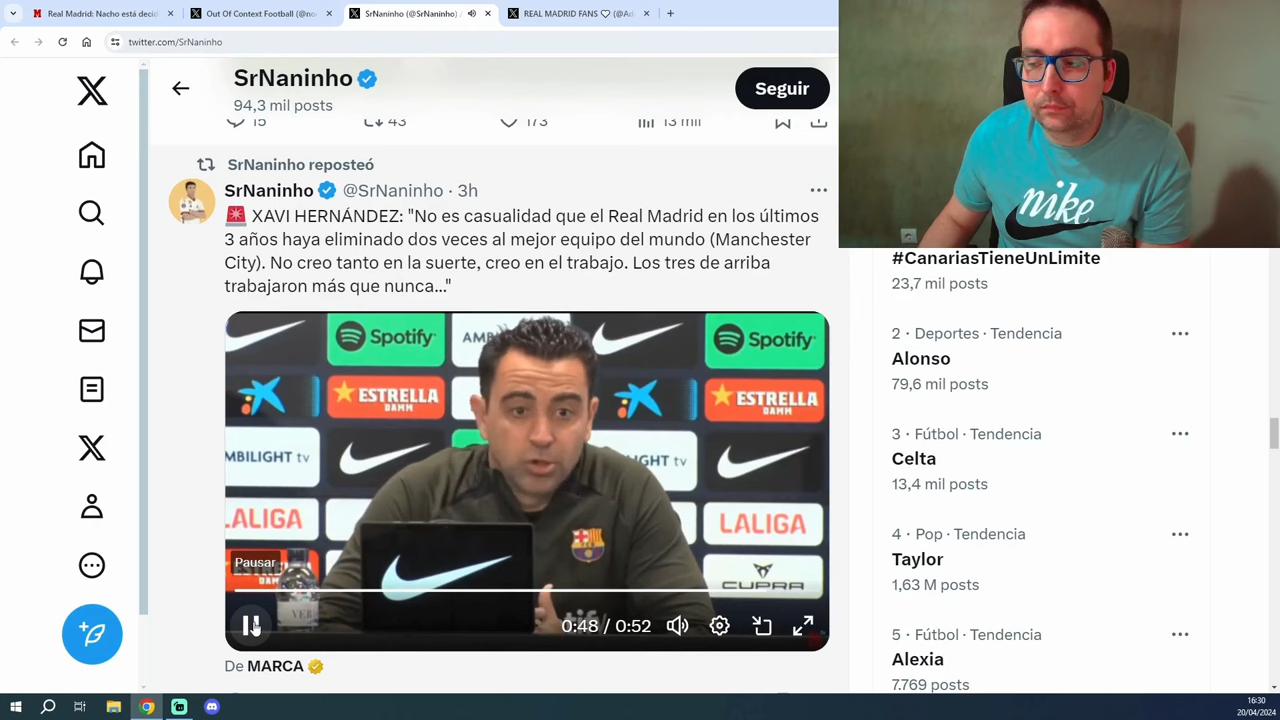 Real Madrid: Nacho está decid
Out Of Context Football (@no
SrNaninho (@SrNaninho) /
REAL MADRID FANS 🤍 (@Ad
twitter.com/SrNaninho
SrNaninho
94,3 mil posts
Seguir
15
43
173
13 mil
SrNaninho reposteó
SrNaninho @SrNaninho · 3h
🚨 XAVI HERNÁNDEZ: "No es casualidad que el Real Madrid en los últimos
3 años haya eliminado dos veces al mejor equipo del mundo (Manchester
City). No creo tanto en la suerte, creo en el trabajo. Los tres de arriba
trabajaron más que nunca..."
Spotify
AMBI
Spotify
ESTRELLA
DAMM
ESTRELLA
DAMM
MBILIGHT tv
IGHT tv
LALIGA
LALIGA
CUPRA
VERI
Pausar
0:48 / 0:52
De MARCA
nike
#CanariasTieneUnLimite
23,7 mil posts
2 · Deportes · Tendencia
Alonso
79,6 mil posts
3 · Fútbol · Tendencia
Celta
13,4 mil posts
4 · Pop · Tendencia
Taylor
1,63 M posts
5 · Fútbol · Tendencia
Alexia
7.769 posts
16:30
20/04/2024